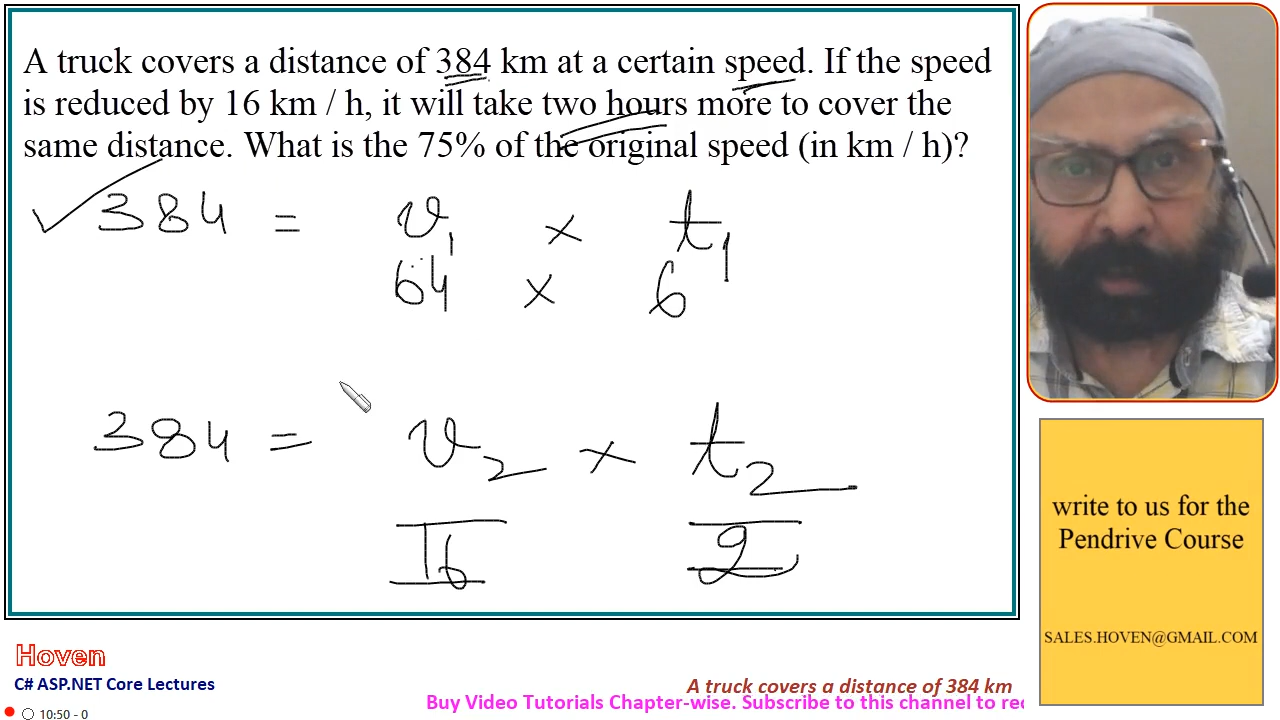 A truck covers a distance of 384 km at a certain speed. If the speed
is reduced by 16 km / h, it will take two hours more to cover the
same distance. What is the 75% of the original speed (in km / h)?
384 = v1 × t1
64 × 6
384 = v2 × t2
16 2
write to us for the
Pendrive Course
SALES.HOVEN@GMAIL.COM
Hoven
C# ASP.NET Core Lectures
A truck covers a distance of 384 km
Buy Video Tutorials Chapter-wise. Subscribe to this channel to rec
10:50 - 0